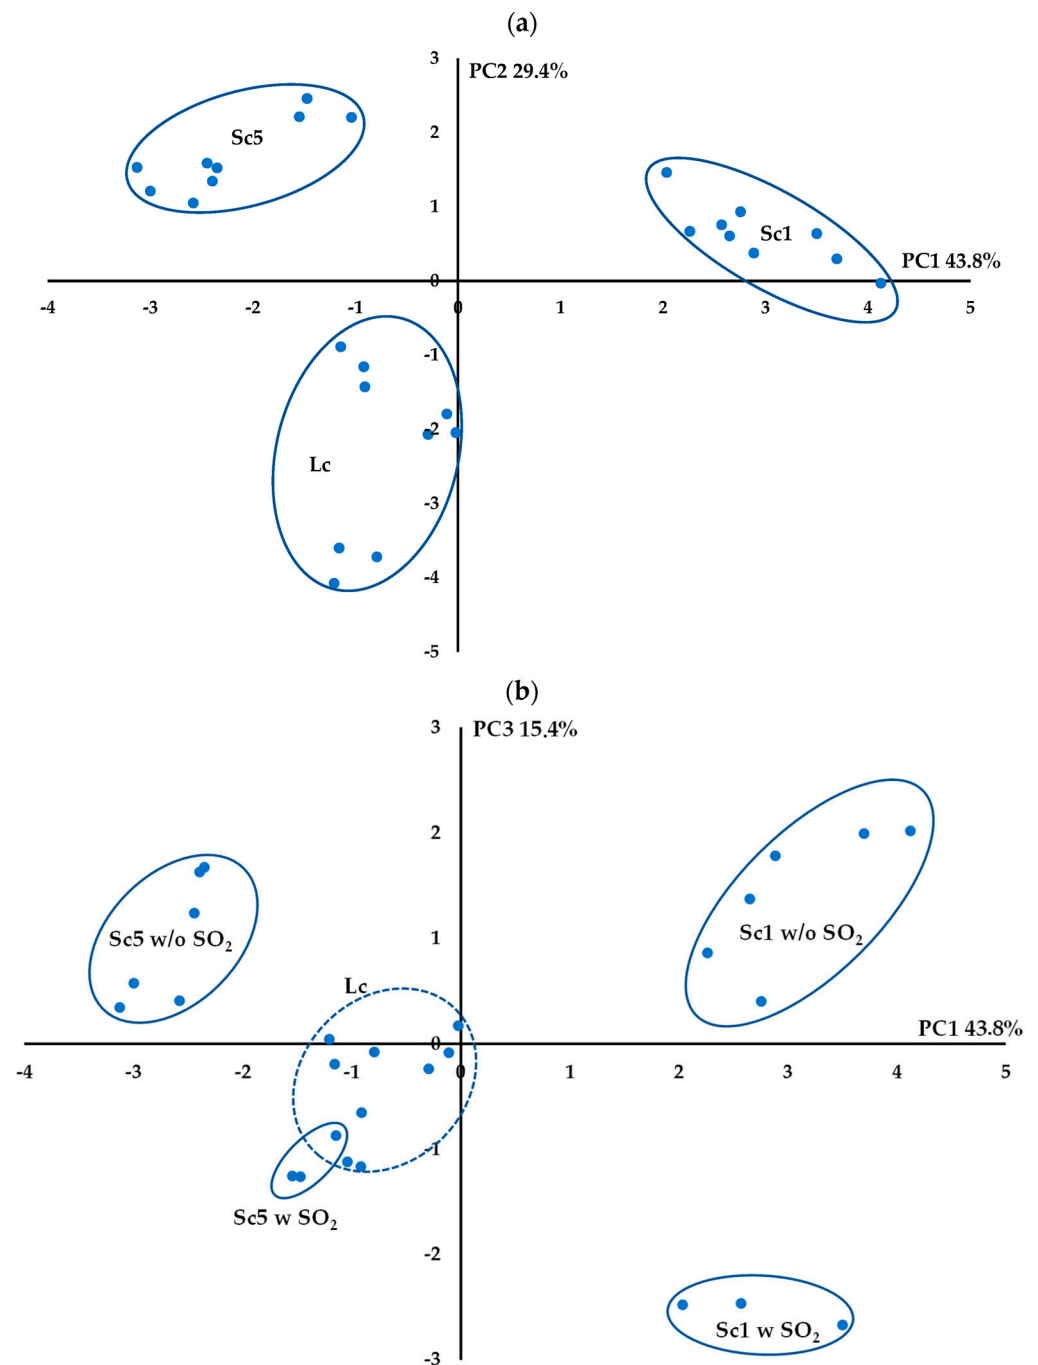 (a)
3
PC2 29.4%
2
Sc5
1
Sc1
PC1 43.8%
0
-4 -3 -2 -1 0 1 2 3 4 5
-1
-2
Lc
-3
-4
-5
(b)
3
PC3 15.4%
2
1
Sc5 w/o SO₂
Sc1 w/o SO₂
Lc
PC1 43.8%
0
-4 -3 -2 -1 0 1 2 3 4 5
-1
Sc5 w SO₂
-2
Sc1 w SO₂
-3